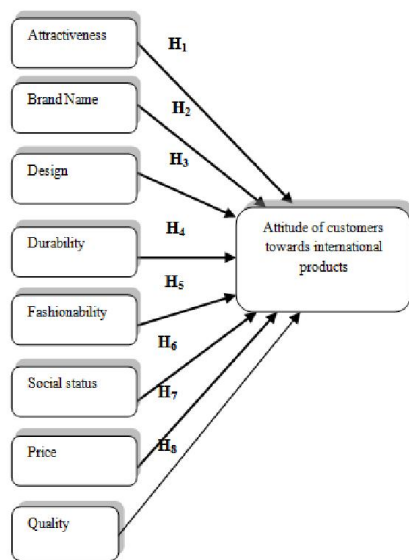 Attractiveness
H1
Brand Name
H2
H3
Design
Attitude of customers
towards international
products
H4
Durability
H5
Fashionability
H6
Social status
H7
Price
H8
Quality